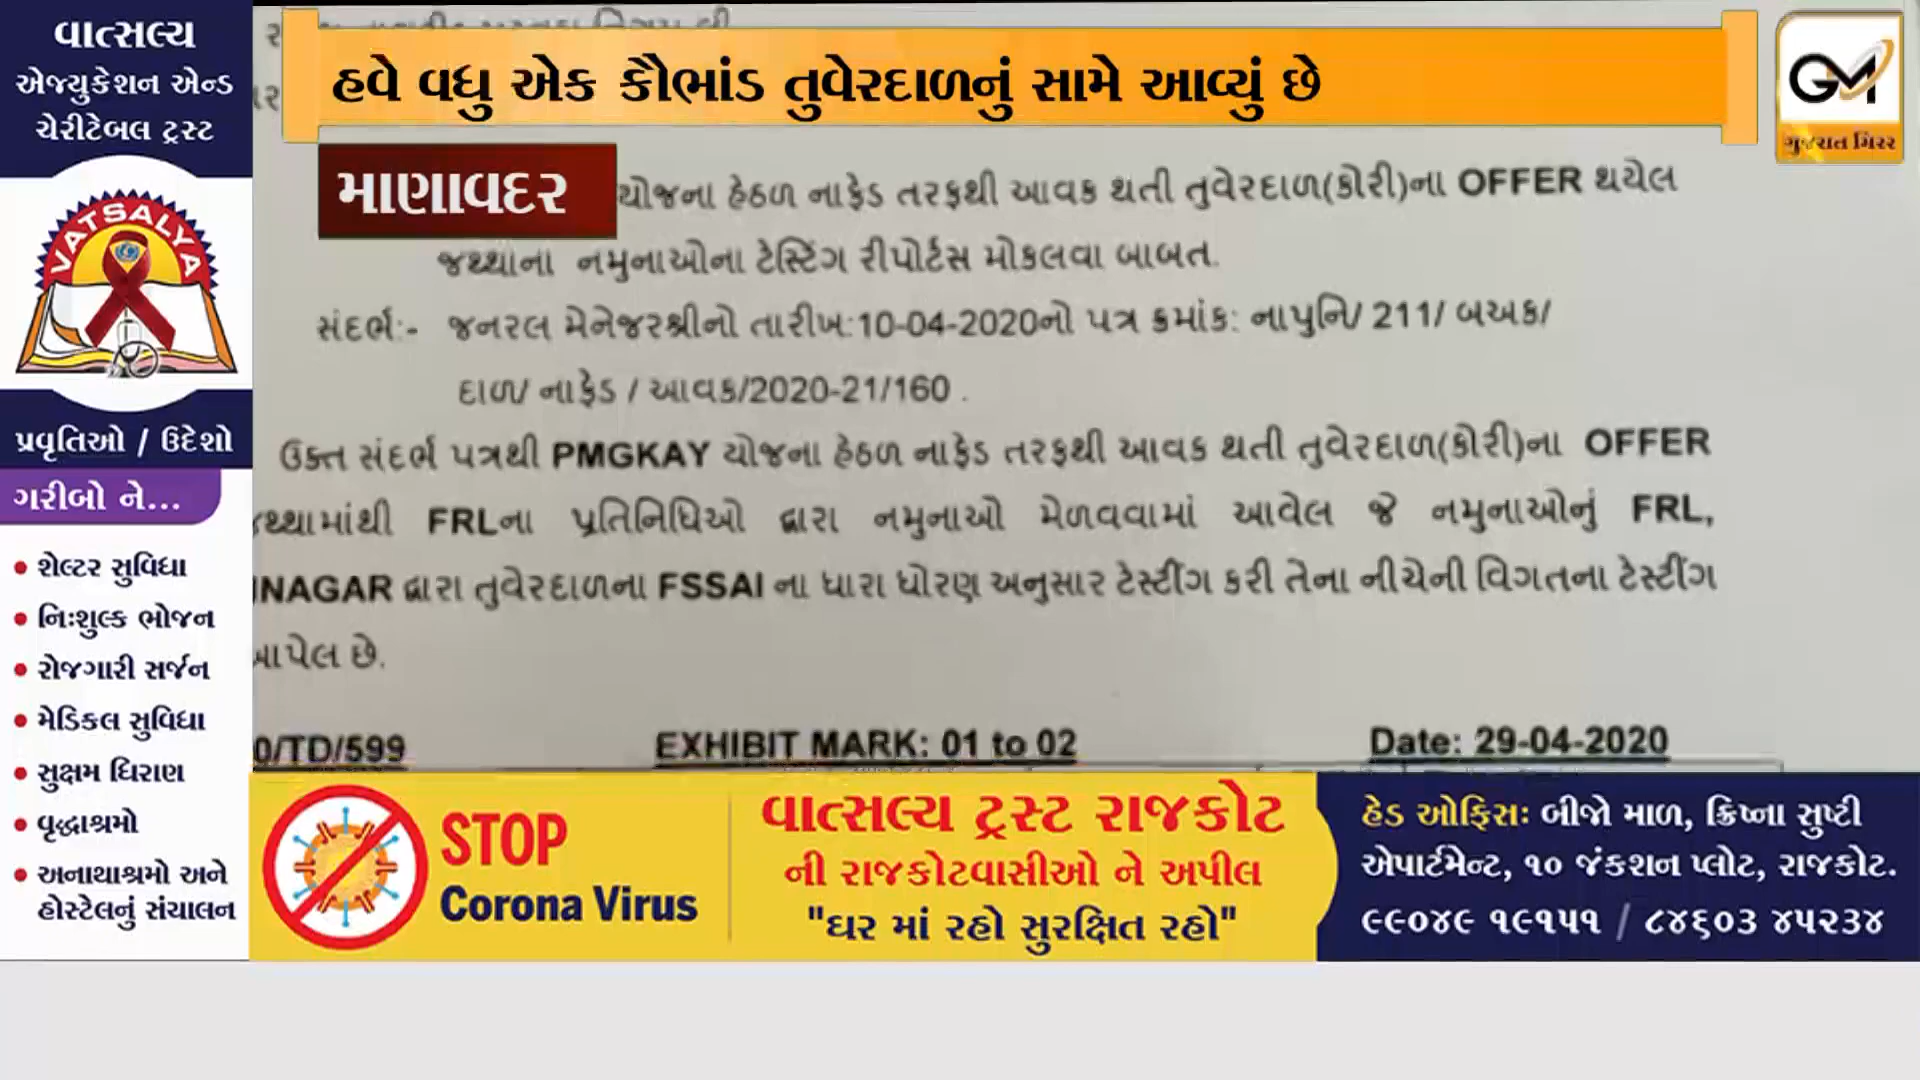 વાત્સલ્ય
એજ્યુકેશન એન્ડ
ચેરીટેબલ ટ્રસ્ટ
VATSALYA
પ્રવૃતિઓ / ઉદેશો
ગરીબો ને...
• શેલ્ટર સુવિધા
• નિઃશુલ્ક ભોજન
• રોજગારી સર્જન
• મેડિકલ સુવિધા
• સુક્ષમ ધિરાણ
• વૃદ્ધાશ્રમો
• અનાથાશ્રમો અને
હોસ્ટેલનું સંચાલન
હવે વધુ એક કૌભાંડ તુવેરદાળનું સામે આવ્યું છે
GM
ગુજરાત મિરર
માણાવદર
યોજના હેઠળ નાફેડ તરફથી આવક થતી તુવેરદાળ(કોરી)ના OFFER થયેલ
જથ્થાના નમુનાઓના ટેસ્ટિંગ રીપોર્ટસ મોકલવા બાબત.
સંદર્ભ:- જનરલ મેનેજરશ્રીનો તારીખ:10-04-2020નો પત્ર ક્રમાંક: નાપુનિ/ 211/ બઅક/
દાળ/ નાફેડ / આવક/2020-21/160 .
ઉક્ત સંદર્ભ પત્રથી PMGKAY યોજના હેઠળ નાફેડ તરફથી આવક થતી તુવેરદાળ(કોરી)ના OFFER
જથ્થામાંથી FRLના પ્રતિનિધિઓ દ્વારા નમુનાઓ મેળવવામાં આવેલ જે નમુનાઓનું FRL,
NAGAR દ્વારા તુવેરદાળના FSSAI ના ધારા ધોરણ અનુસાર ટેસ્ટીંગ કરી તેના નીચેની વિગતના ટેસ્ટીંગ
આપેલ છે.
0/TD/599 EXHIBIT MARK: 01 to 02 Date: 29-04-2020
STOP
Corona Virus
વાત્સલ્ય ટ્રસ્ટ રાજકોટ
ની રાજકોટવાસીઓ ને અપીલ
"ઘર માં રહો સુરક્ષિત રહો"
હેડ ઓફિસઃ બીજો માળ, ક્રિષ્ના સુષ્ટી
એપાર્ટમેન્ટ, ૧૦ જંકશન પ્લોટ, રાજકોટ.
૯૯૦૪૯ ૧૯૧૫૧ / ૮૪૬૦૩ ૪૫૨૩૪